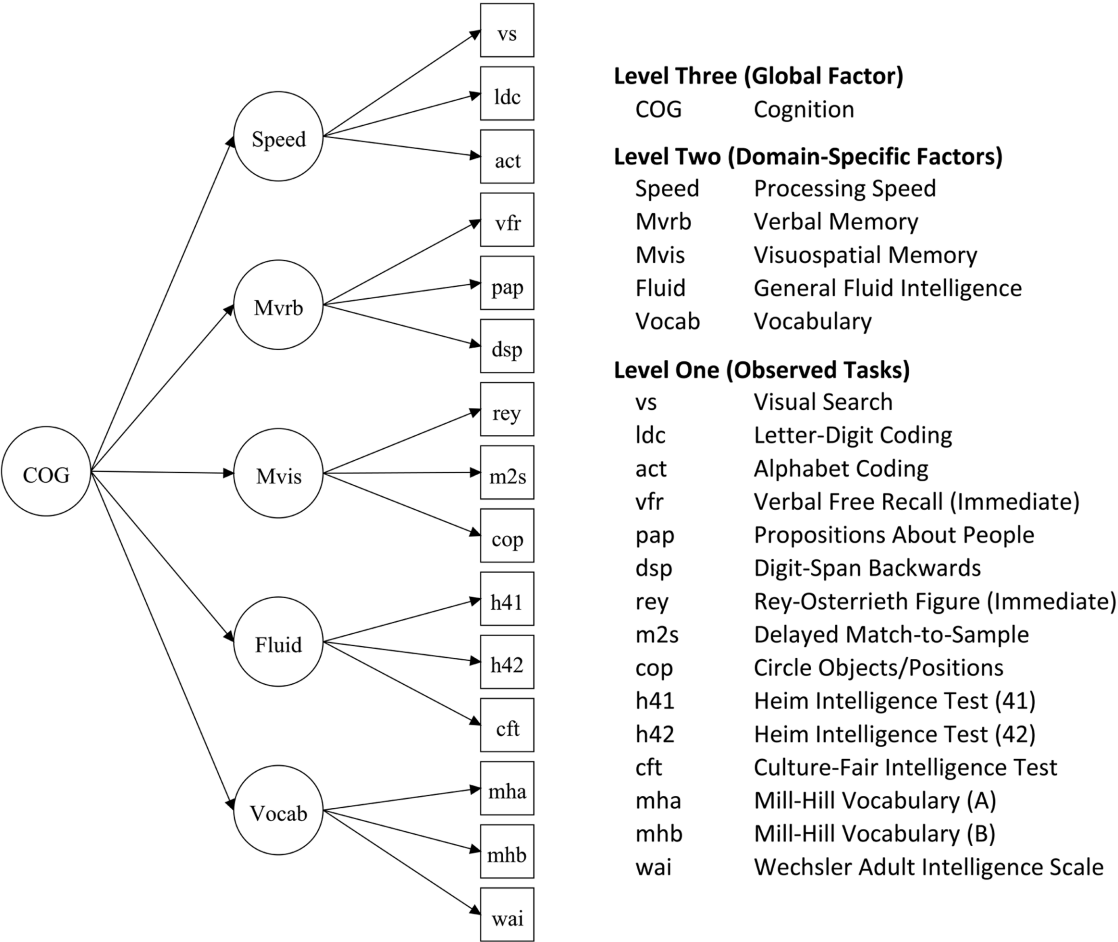 vs
ldc
Speed
act
vfr
Mvrb
pap
dsp
rey
COG
Mvis
m2s
cop
h41
Fluid
h42
cft
mha
Vocab
mhb
wai
Level Three (Global Factor)
COG Cognition
Level Two (Domain-Specific Factors)
Speed Processing Speed
Mvrb Verbal Memory
Mvis Visuospatial Memory
Fluid General Fluid Intelligence
Vocab Vocabulary
Level One (Observed Tasks)
vs Visual Search
ldc Letter-Digit Coding
act Alphabet Coding
vfr Verbal Free Recall (Immediate)
pap Propositions About People
dsp Digit-Span Backwards
rey Rey-Osterrieth Figure (Immediate)
m2s Delayed Match-to-Sample
cop Circle Objects/Positions
h41 Heim Intelligence Test (41)
h42 Heim Intelligence Test (42)
cft Culture-Fair Intelligence Test
mha Mill-Hill Vocabulary (A)
mhb Mill-Hill Vocabulary (B)
wai Wechsler Adult Intelligence Scale